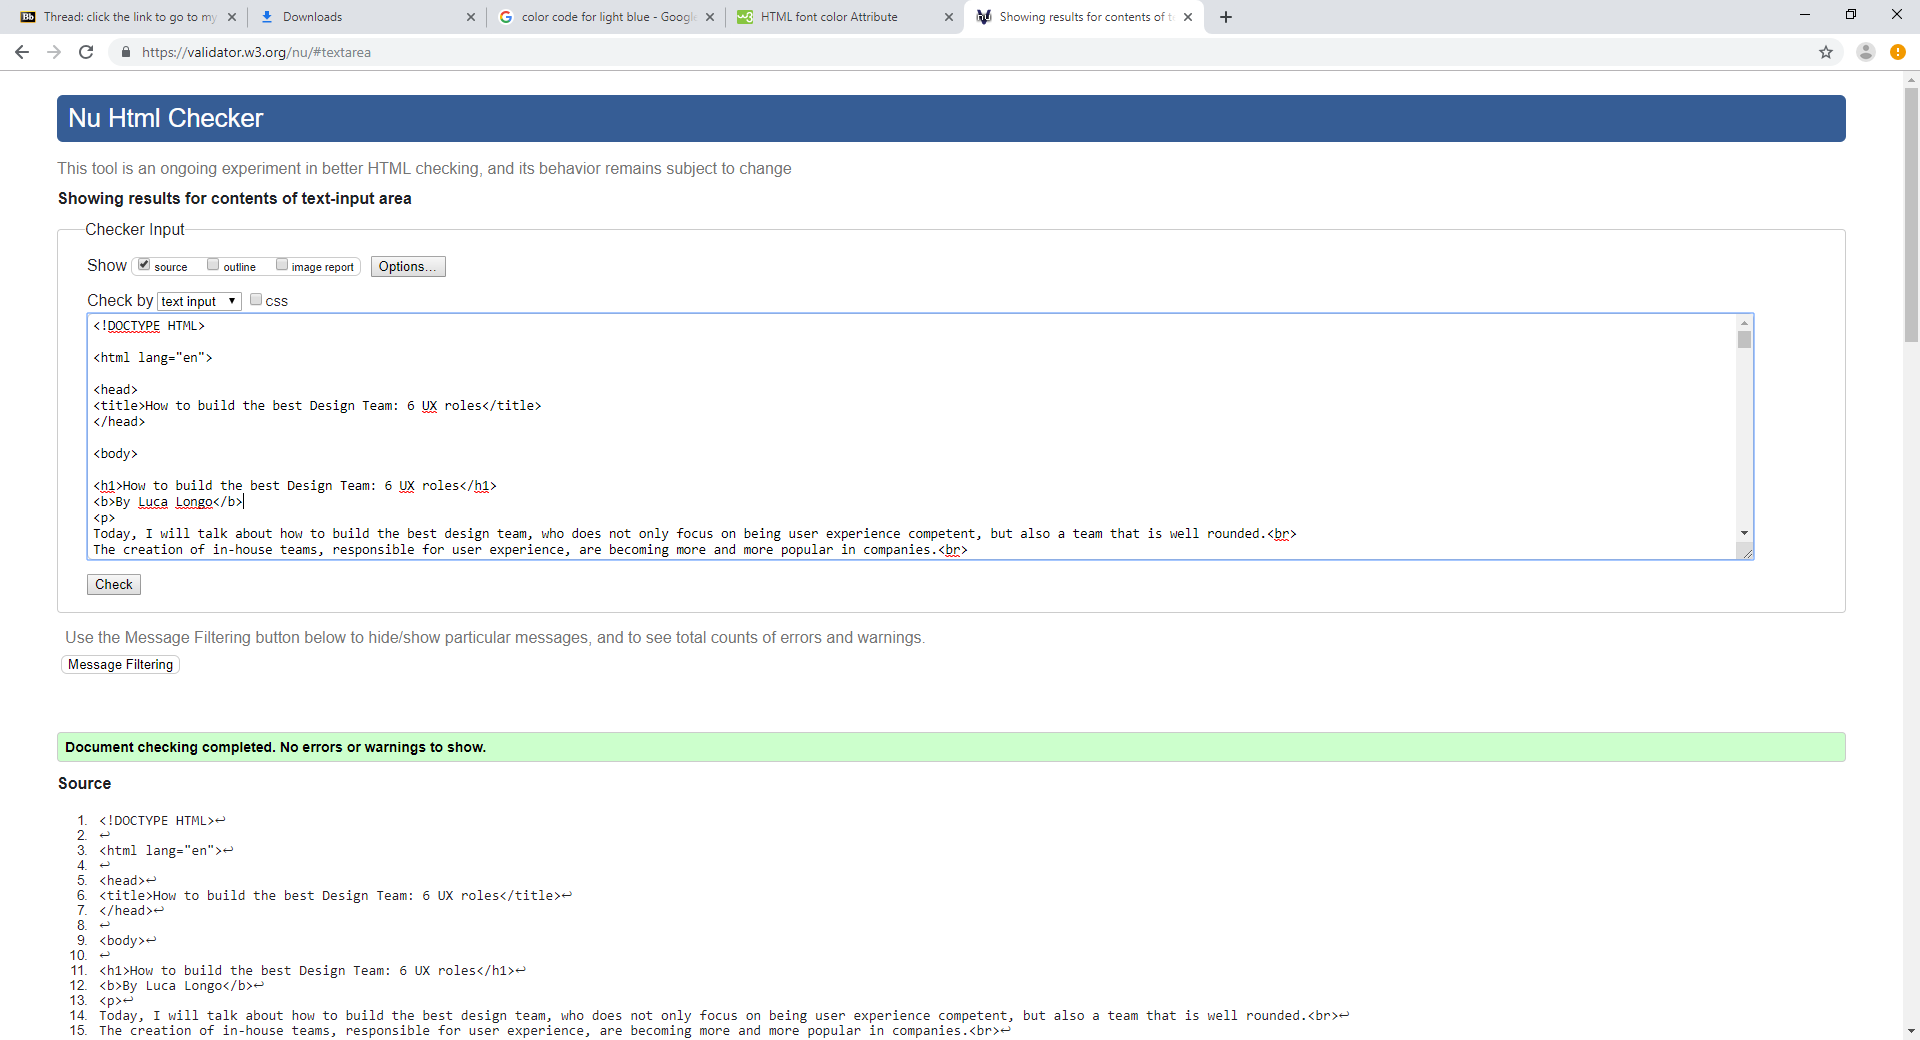 Thread: click the link to go to my
Downloads
color code for light blue - Google
HTML font color Attribute
Showing results for contents of t
https://validator.w3.org/nu/#textarea
Nu Html Checker
This tool is an ongoing experiment in better HTML checking, and its behavior remains subject to change
Showing results for contents of text-input area
Checker Input
Show source outline image report Options...
Check by text input css
<!DOCTYPE HTML>
<html lang="en">
<head>
<title>How to build the best Design Team: 6 UX roles</title>
</head>
<body>
<h1>How to build the best Design Team: 6 UX roles</h1>
<b>By Luca Longo</b>
<p>
Today, I will talk about how to build the best design team, who does not only focus on being user experience competent, but also a team that is well rounded.<br>
The creation of in-house teams, responsible for user experience, are becoming more and more popular in companies.<br>
Check
Use the Message Filtering button below to hide/show particular messages, and to see total counts of errors and warnings.
Message Filtering
Document checking completed. No errors or warnings to show.
Source
1. <!DOCTYPE HTML>↩
2. ↩
3. <html lang="en">↩
4. ↩
5. <head>↩
6. <title>How to build the best Design Team: 6 UX roles</title>↩
7. </head>↩
8. ↩
9. <body>↩
10. ↩
11. <h1>How to build the best Design Team: 6 UX roles</h1>↩
12. <b>By Luca Longo</b>↩
13. <p>↩
14. Today, I will talk about how to build the best design team, who does not only focus on being user experience competent, but also a team that is well rounded.<br>↩
15. The creation of in-house teams, responsible for user experience, are becoming more and more popular in companies.<br>↩